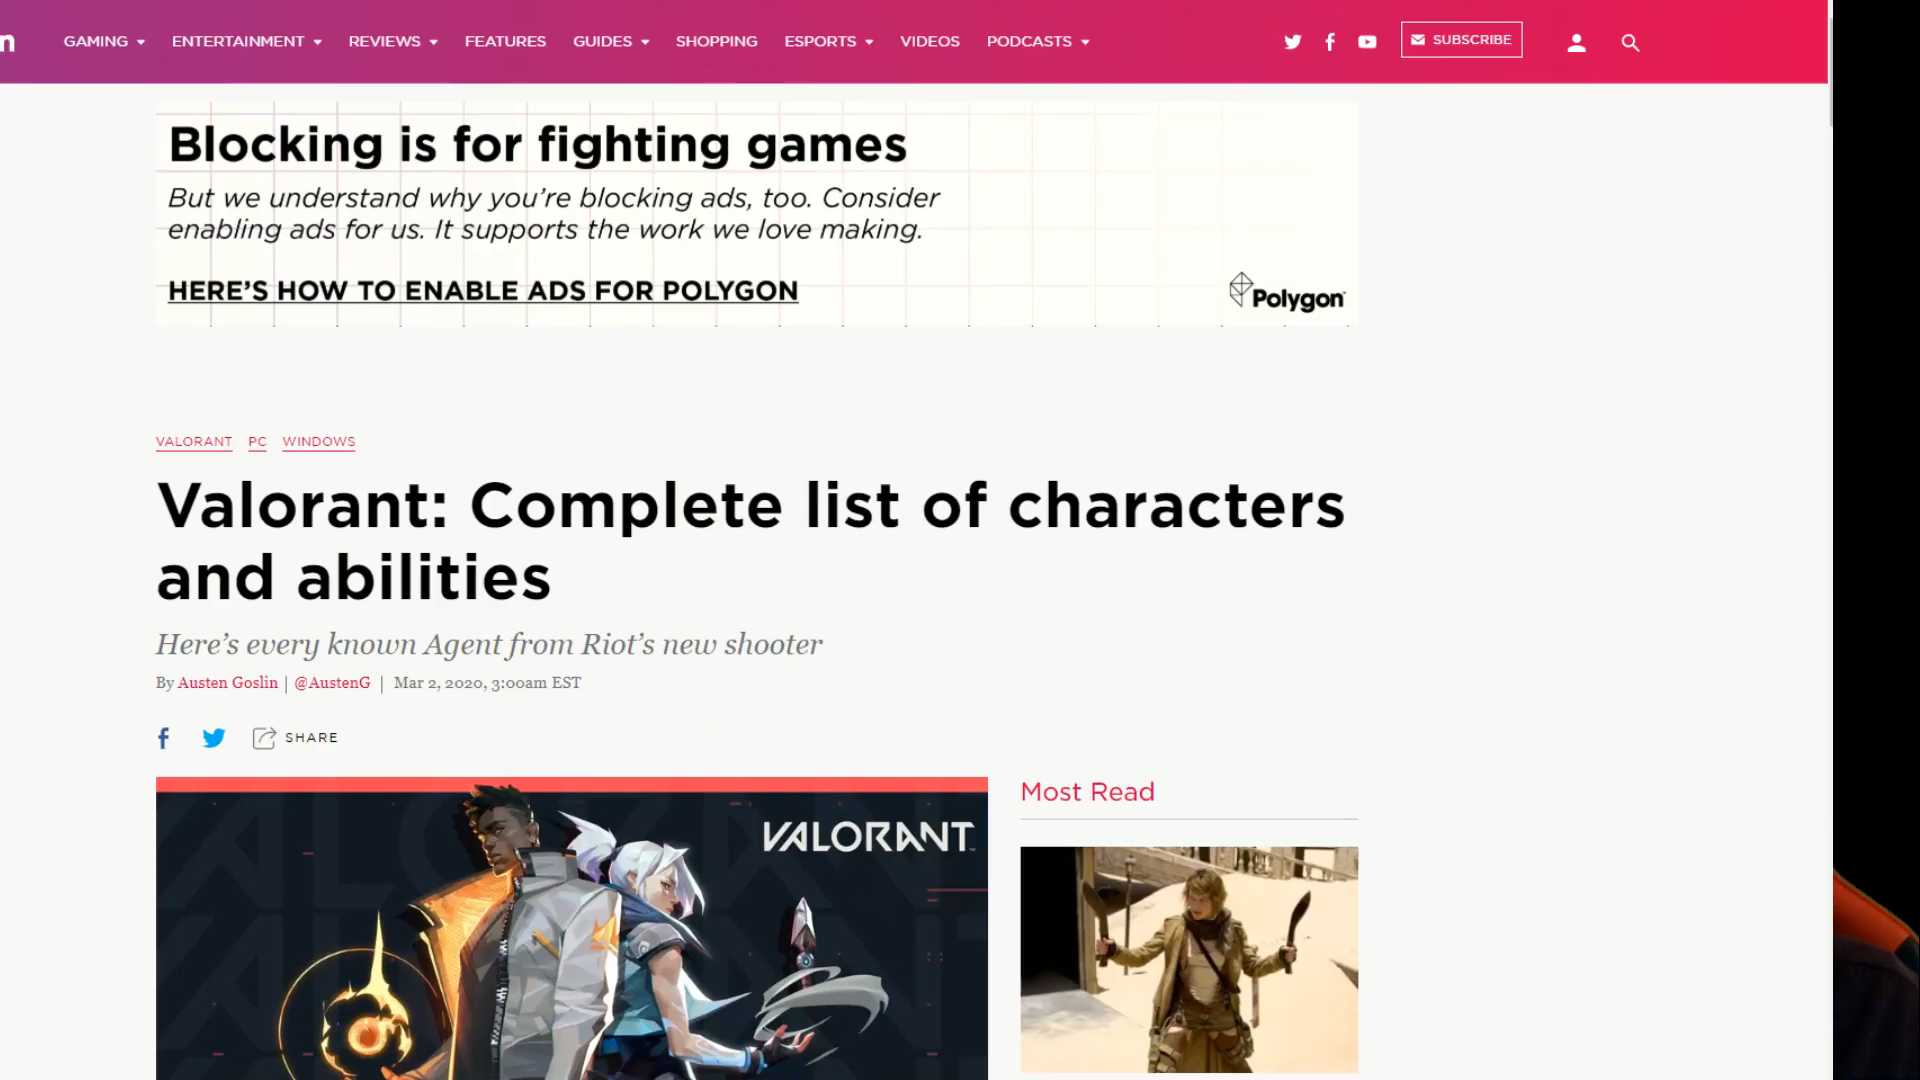 n GAMING ENTERTAINMENT REVIEWS FEATURES GUIDES SHOPPING ESPORTS VIDEOS PODCASTS SUBSCRIBE
Blocking is for fighting games
But we understand why you're blocking ads, too. Consider
enabling ads for us. It supports the work we love making.
HERE'S HOW TO ENABLE ADS FOR POLYGON
Polygon
VALORANT PC WINDOWS
Valorant: Complete list of characters
and abilities
Here's every known Agent from Riot's new shooter
By Austen Goslin | @AustenG | Mar 2, 2020, 3:00am EST
SHARE
VALORANT
Most Read